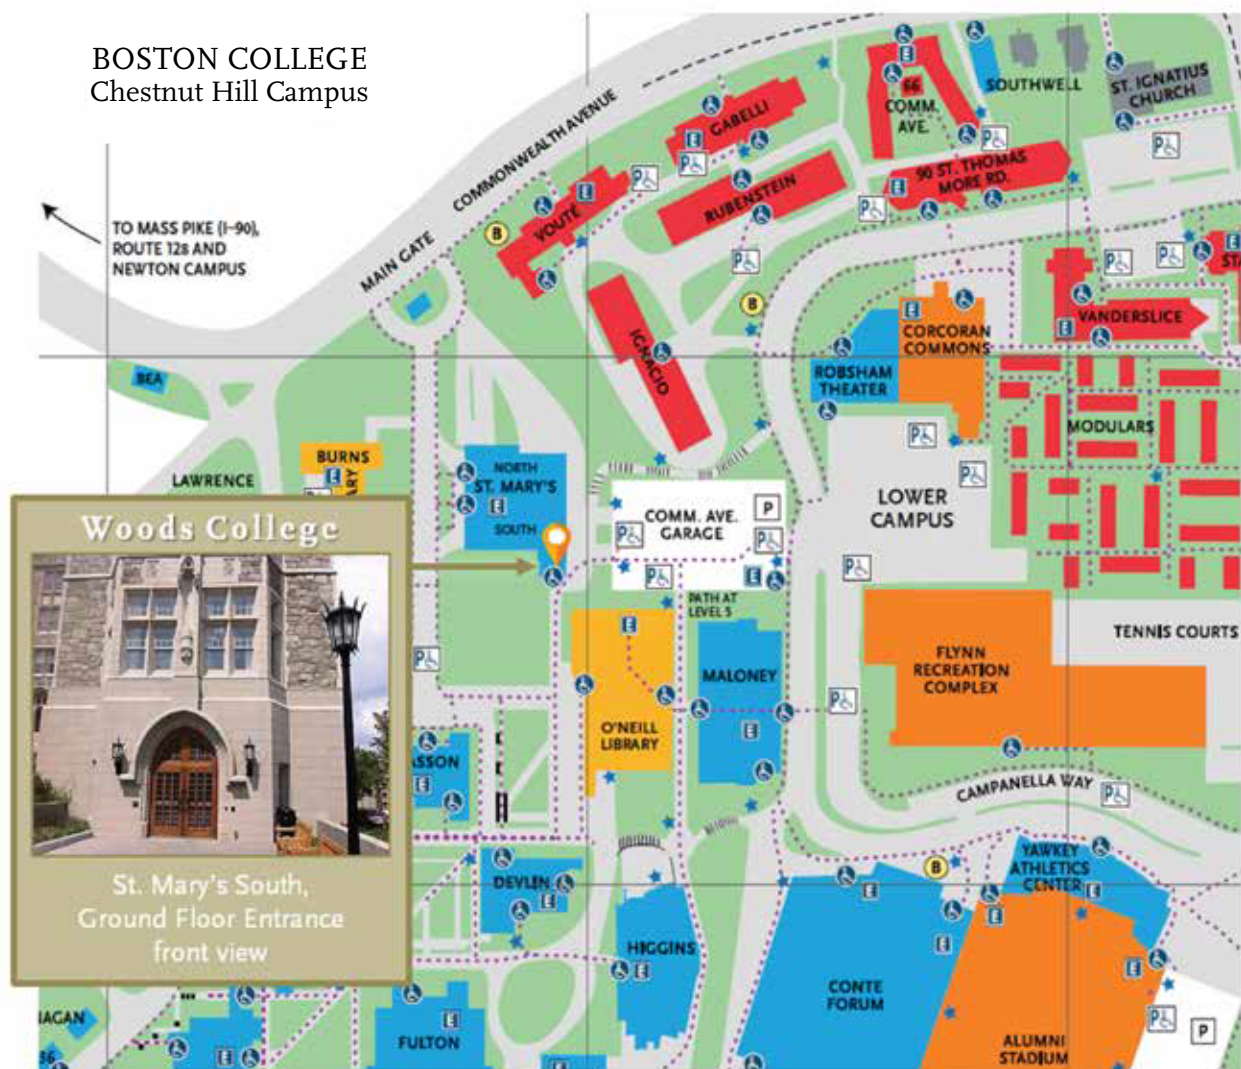 BOSTON COLLEGE
Chestnut Hill Campus
TO MASS PIKE (I-90),
ROUTE 128 AND
NEWTON CAMPUS
COMMONWEALTH AVENUE
MAIN GATE
B
VOUTÉ
E
GABELLI
E
P
P
RUBENSTEIN
P
B
IGNACIO
E
66
COMM.
AVE.
SOUTHWELL
ST. IGNATIUS
CHURCH
P
P
90 ST. THOMAS
MORE RD.
E
P
P
P
E
VANDERSLICE
E
E
CORCORAN
COMMONS
ROBSHAM
THEATER
MODULARS
P
P
LOWER
CAMPUS
BEA
LAWRENCE
BURNS
E
NORTH
ST. MARY'S
E
SOUTH
COMM. AVE.
GARAGE
P
P
P
P
E
PATH AT
LEVEL 5
P
TENNIS COURTS
FLYNN
RECREATION
COMPLEX
P
CAMPANELLA WAY
P
E
O'NEILL
LIBRARY
MALONEY
E
P
ASSON
E
Woods College
St. Mary's South,
Ground Floor Entrance
front view
DEVLIN
E
HIGGINS
E
B
E
YAWKEY
ATHLETICS
CENTER
E
E
E
E
CONTE
FORUM
ALUMNI
STADIUM
P
P
FULTON
E
E